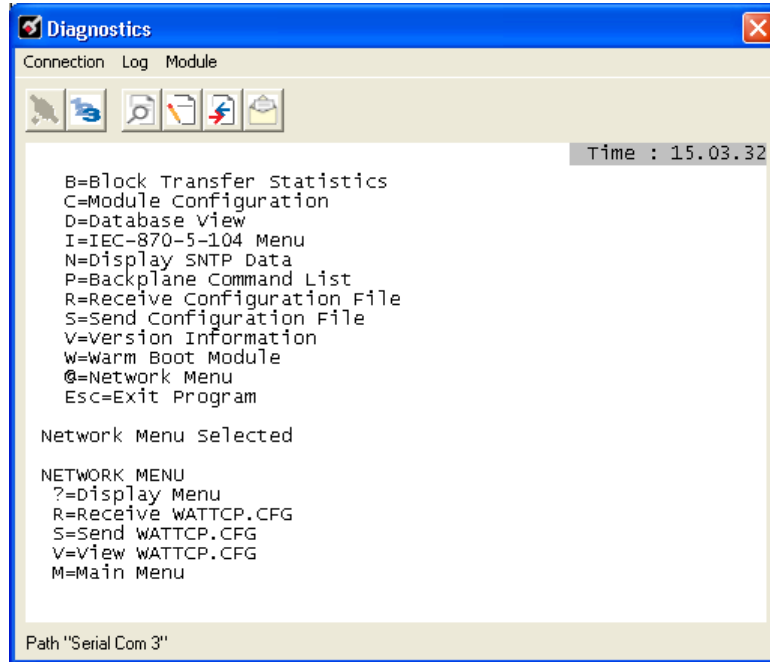 Diagnostics
Connection Log Module
Time : 15.03.32
B=Block Transfer Statistics
C=Module Configuration
D=Database View
I=IEC-870-5-104 Menu
N=Display SNTP Data
P=Backplane Command List
R=Receive Configuration File
S=Send Configuration File
V=Version Information
W=Warm Boot Module
@=Network Menu
Esc=Exit Program
Network Menu Selected
NETWORK MENU
?=Display Menu
R=Receive WATTCP.CFG
S=Send WATTCP.CFG
V=View WATTCP.CFG
M=Main Menu
Path "Serial Com 3"